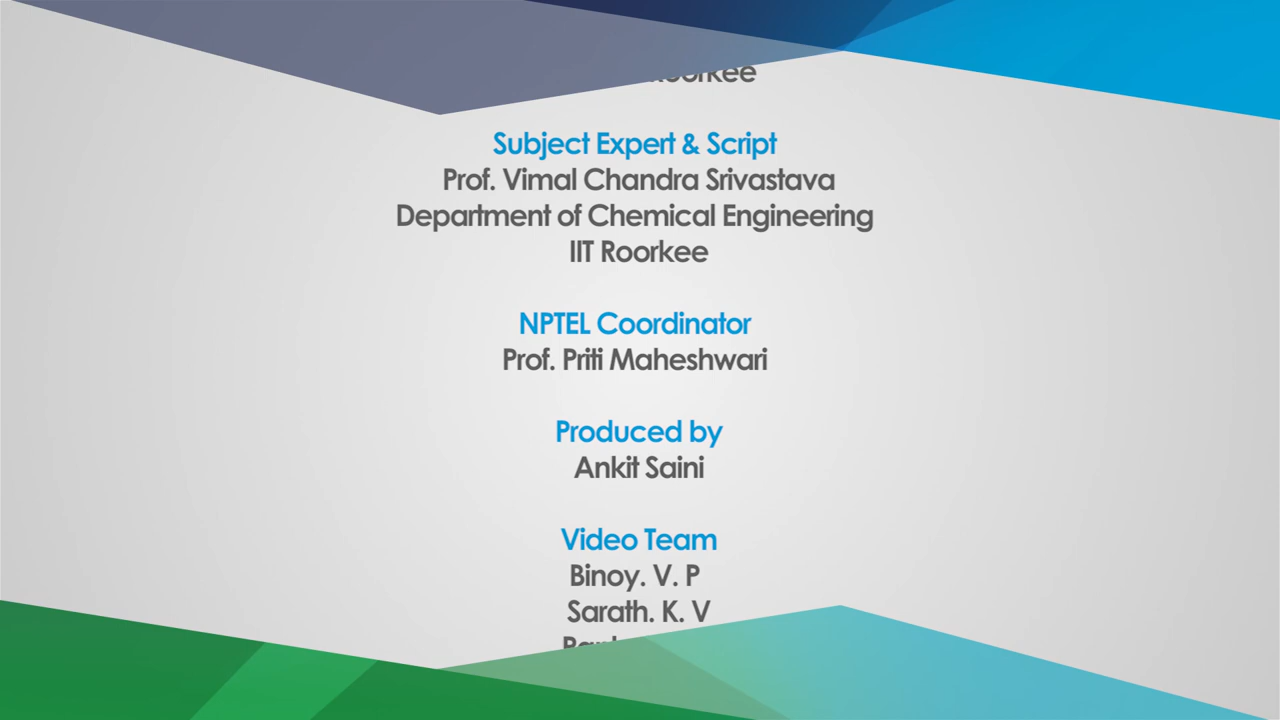 Subject Expert & Script
Prof. Vimal Chandra Srivastava
Department of Chemical Engineering
IIT Roorkee
NPTEL Coordinator
Prof. Priti Maheshwari
Produced by
Ankit Saini
Video Team
Binoy. V. P
Sarath. K. V